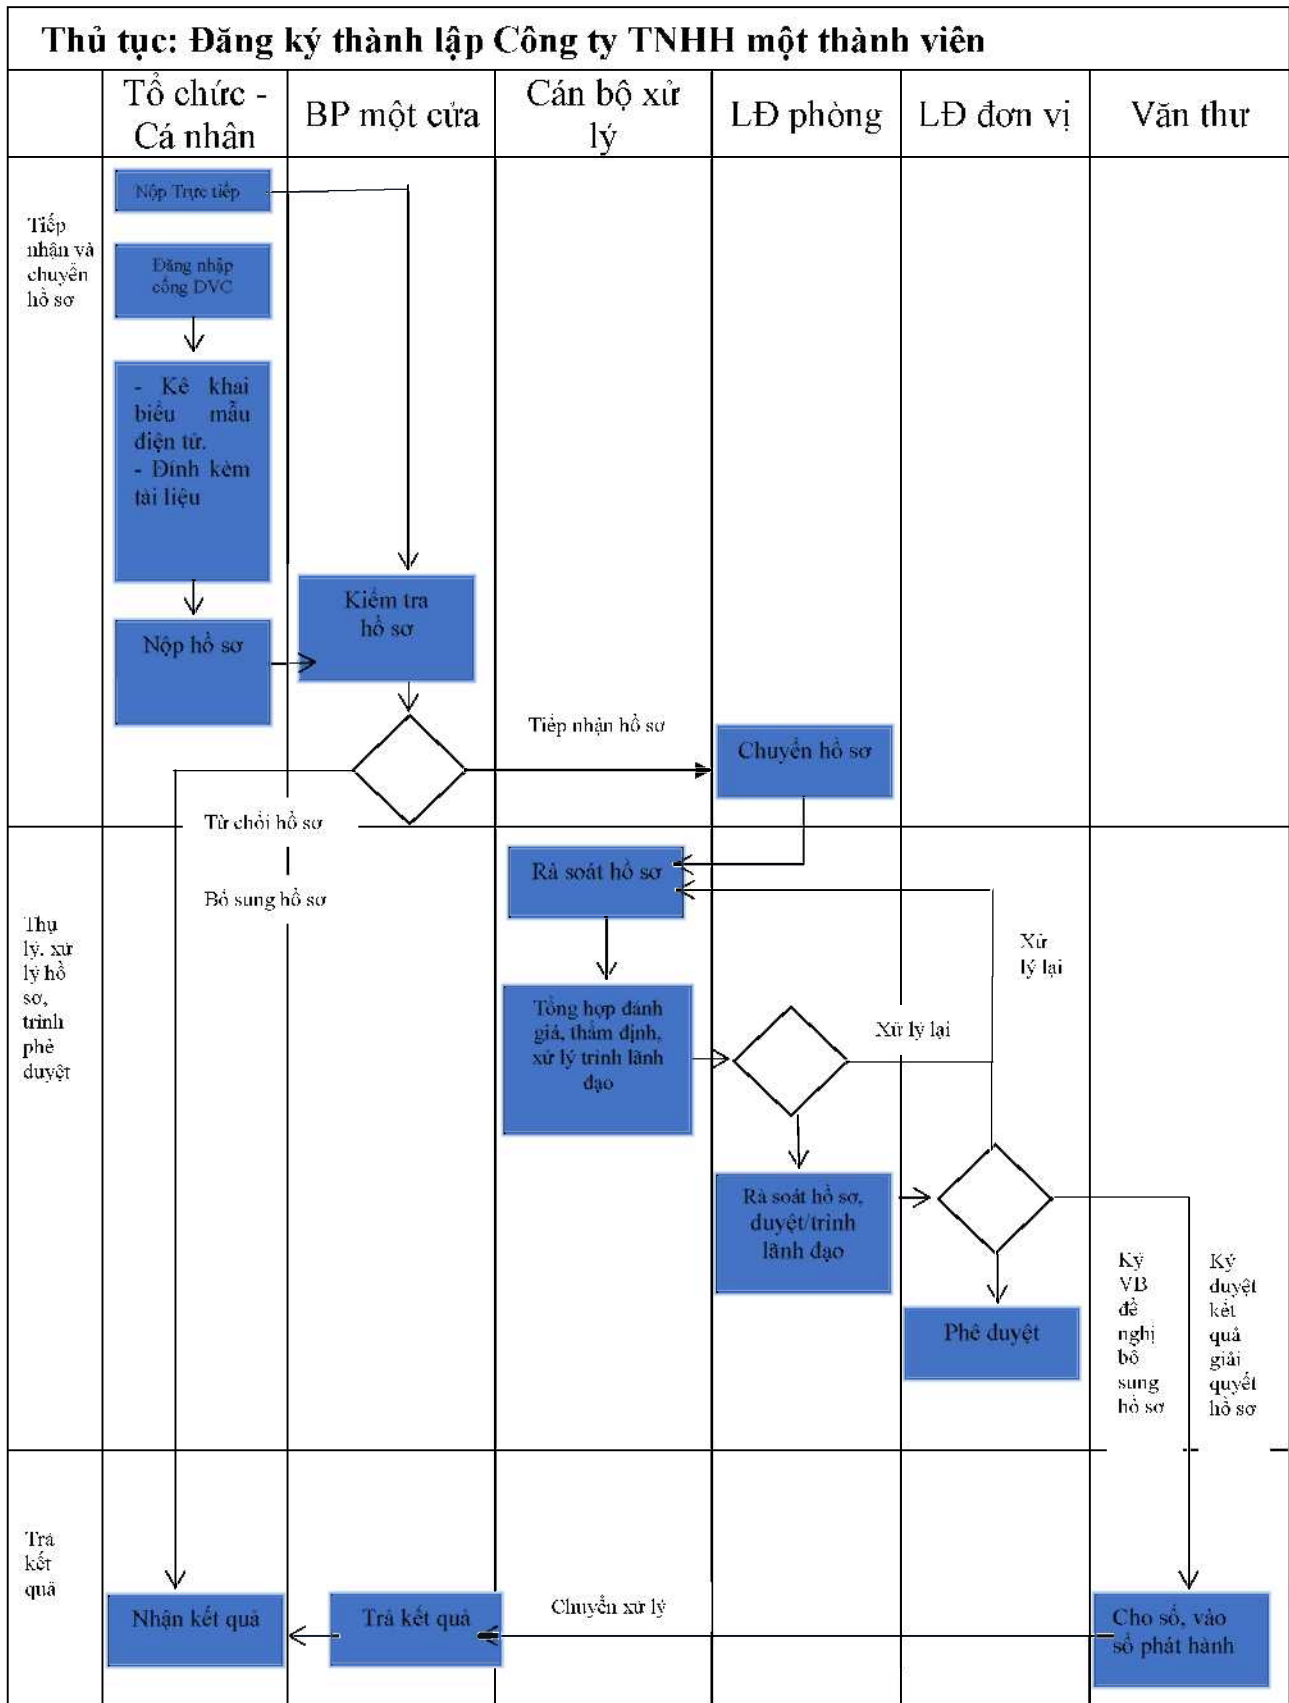 Thủ tục: Đăng ký thành lập Công ty TNHH một thành viên
Tổ chức -
Cá nhân
BP một cửa
Cán bộ xử
lý
LĐ phòng
LĐ đơn vị
Văn thư
Tiếp
nhận và
chuyển
hồ sơ
Nộp Trực tiếp
Đăng nhập
cổng DVC
- Kê khai
biểu mẫu
điện tử.
- Đính kèm
tài liệu
Nộp hồ sơ
Kiểm tra
hồ sơ
Tiếp nhận hồ sơ
Chuyển hồ sơ
Từ chối hồ sơ
Bổ sung hồ sơ
Thụ
lý, xử
lý hồ
sơ,
trình
phê
duyệt
Rà soát hồ sơ
Xử
lý lại
Tổng hợp đánh
giá, thẩm định,
xử lý trình lãnh
đạo
Xử lý lại
Rà soát hồ sơ,
duyệt/trình
lãnh đạo
Phê duyệt
Ký
VB
đề
nghị
bổ
sung
hồ sơ
Ký
duyệt
kết
quả
giải
quyết
hồ sơ
Trả
kết
quả
Nhận kết quả
Trả kết quả
Chuyển xử lý
Cho số, vào
sổ phát hành